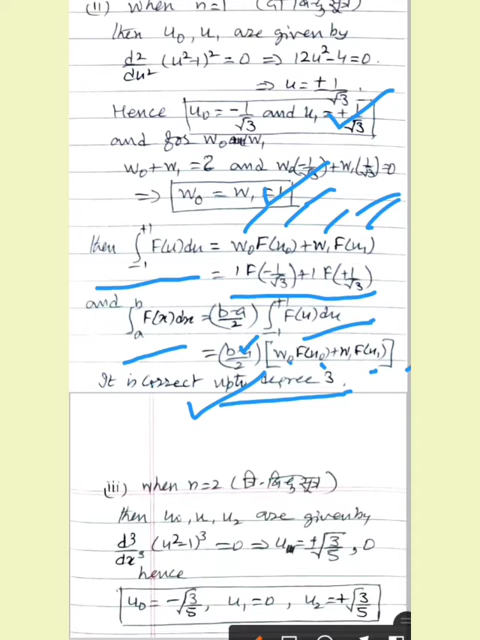 (ii) when n=1 (दो बिन्दु सूत्र)
then u₀, u₁ are given by
d²/du² (u²-1)² = 0 ⇒ 12u²-4=0.
⇒ u = ± 1/√3
Hence u₀ = -1/√3 and u₁ = +1/√3
and for w₀ w₁
w₀+w₁ = 2 and w₀(-1/√3)+w₁(1/√3)=0
⇒ w₀ = w₁ = 1
then ∫₋₁⁺¹ F(u)du = w₀F(u₀)+w₁F(u₁)
= 1F(-1/√3)+1F(+1/√3)
and ∫ₐᵇ F(x)dx = (b-a/2) ∫₋₁⁺¹ F(u)du
= (b-a/2) [w₀F(u₀)+w₁F(u₁)]
It is correct upto degree 3.
(iii) when n=2 (त्रि-बिन्दु सूत्र)
then u₀, u₁, u₂ are given by
d³/dx³ (u²-1)³ = 0 ⇒ u = ±√3/5, 0
hence
u₀ = -√3/5, u₁ = 0, u₂ = +√3/5